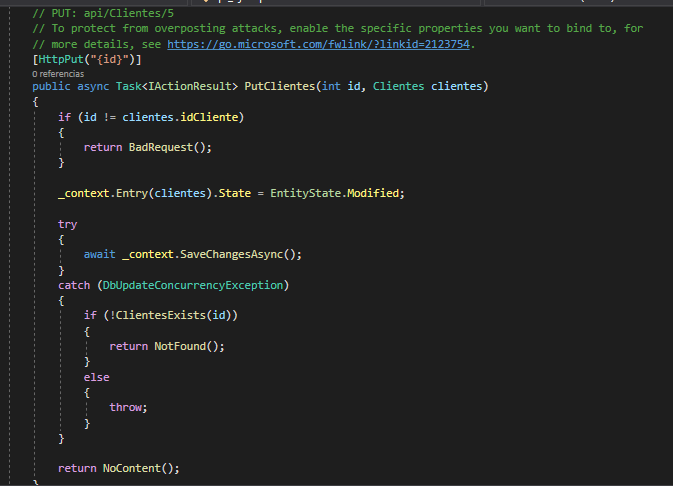 // PUT: api/Clientes/5
// To protect from overposting attacks, enable the specific properties you want to bind to, for
// more details, see https://go.microsoft.com/fwlink/?linkid=2123754.
[HttpPut("{id}")]
0 referencias
public async Task<IActionResult> PutClientes(int id, Clientes clientes)
{
if (id != clientes.idCliente)
{
return BadRequest();
}
_context.Entry(clientes).State = EntityState.Modified;
try
{
await _context.SaveChangesAsync();
}
catch (DbUpdateConcurrencyException)
{
if (!ClientesExists(id))
{
return NotFound();
}
else
{
throw;
}
}
return NoContent();
}